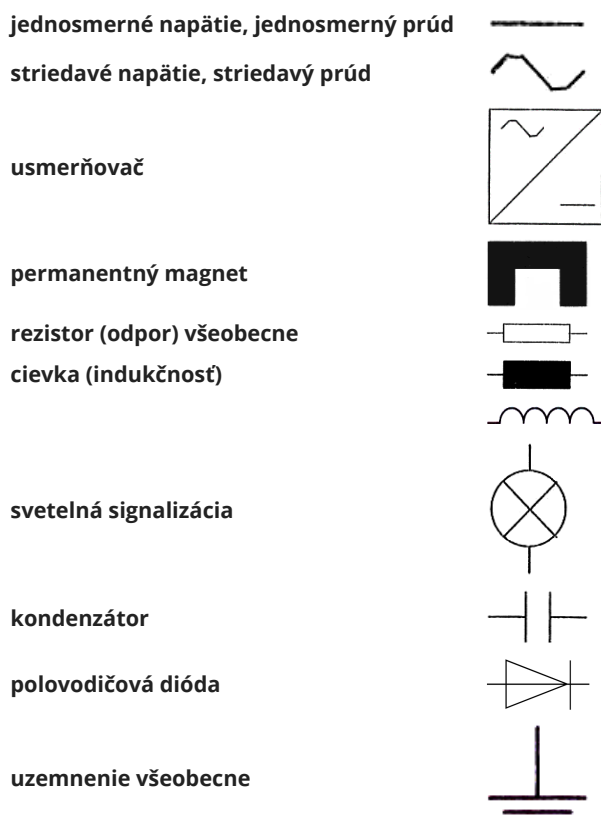 jednosmerné napätie, jednosmerný prúd
striedavé napätie, striedavý prúd
usmerňovač
permanentný magnet
rezistor (odpor) všeobecne
cievka (indukčnosť)
svetelná signalizácia
kondenzátor
polovodičová dióda
uzemnenie všeobecne